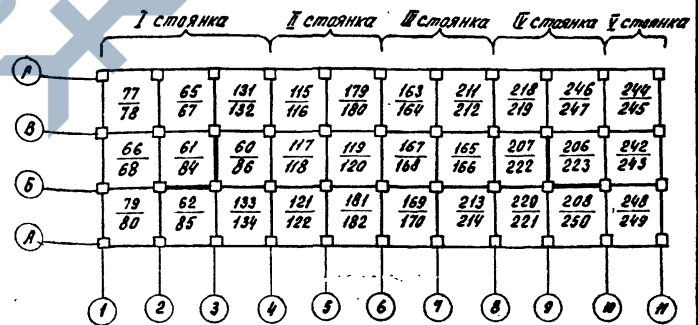 I стоянка II стоянка III стоянка IV стоянка V стоянка
Г
77 65 131 115 179 163 211 218 246 244
78 67 132 116 180 164 212 219 247 245
В
66 61 60 117 119 167 165 207 206 242
68 84 86 118 120 168 166 222 223 243
Б
79 62 133 121 181 169 213 220 208 248
80 85 134 122 182 170 214 221 250 249
А
1 2 3 4 5 6 7 8 9 10 11